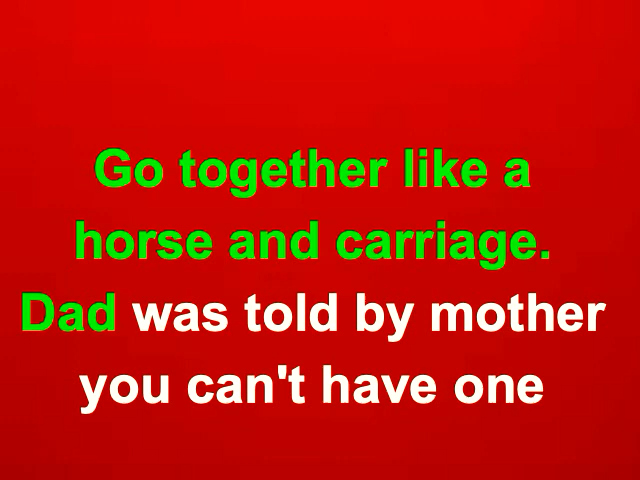 Go together like a
horse and carriage.
Dad was told by mother
you can't have one